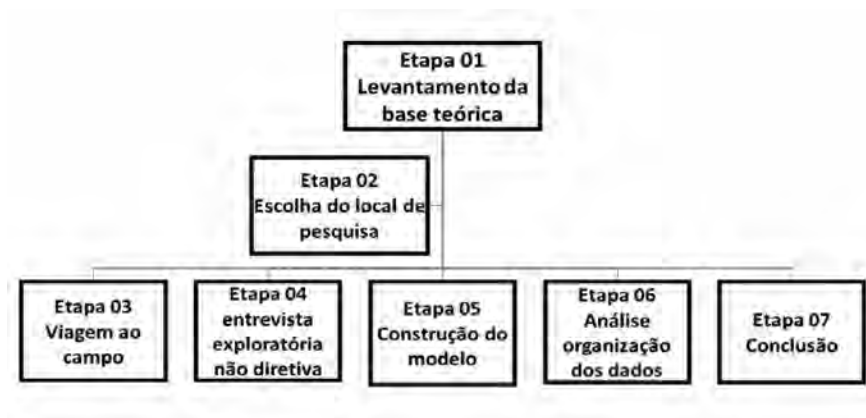 Etapa 01
Levantamento da
base teórica
Etapa 02
Escolha do local de
pesquisa
Etapa 03
Viagem ao
campo
Etapa 04
entrevista
exploratória
não diretiva
Etapa 05
Construção do
modelo
Etapa 06
Análise
organização
dos dados
Etapa 07
Conclusão